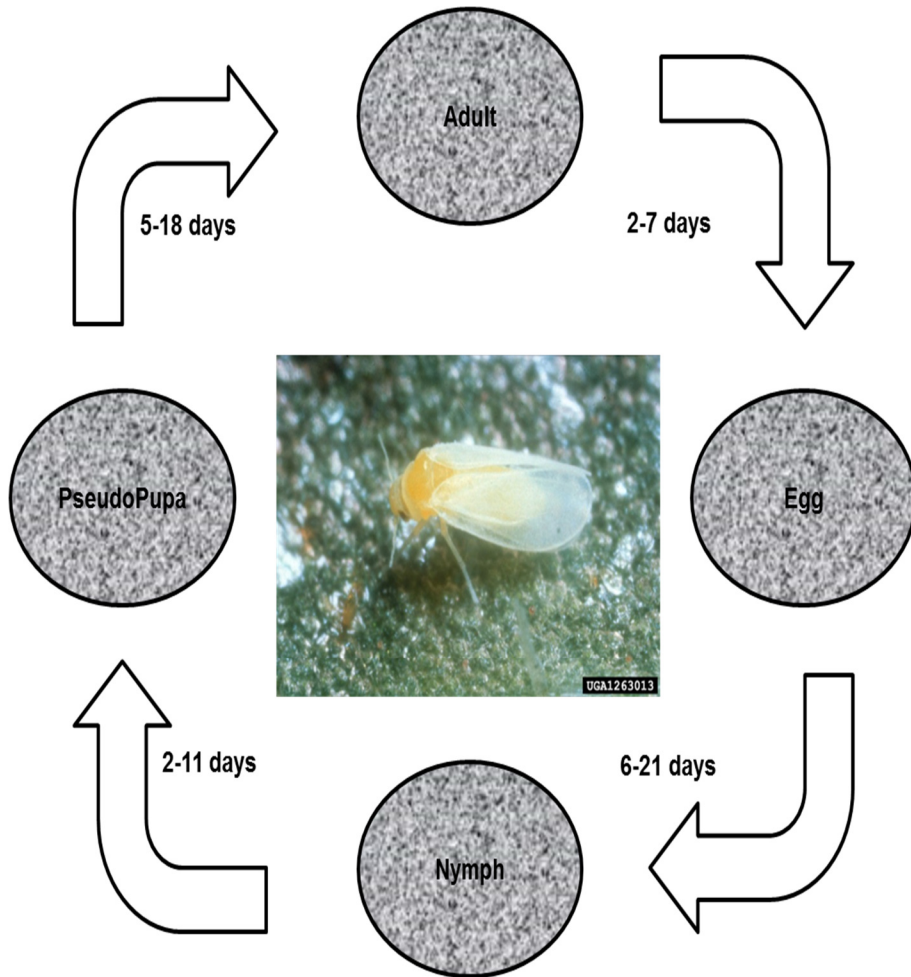 Adult
5-18 days
2-7 days
PseudoPupa
Egg
UGA1263013
2-11 days
6-21 days
Nymph